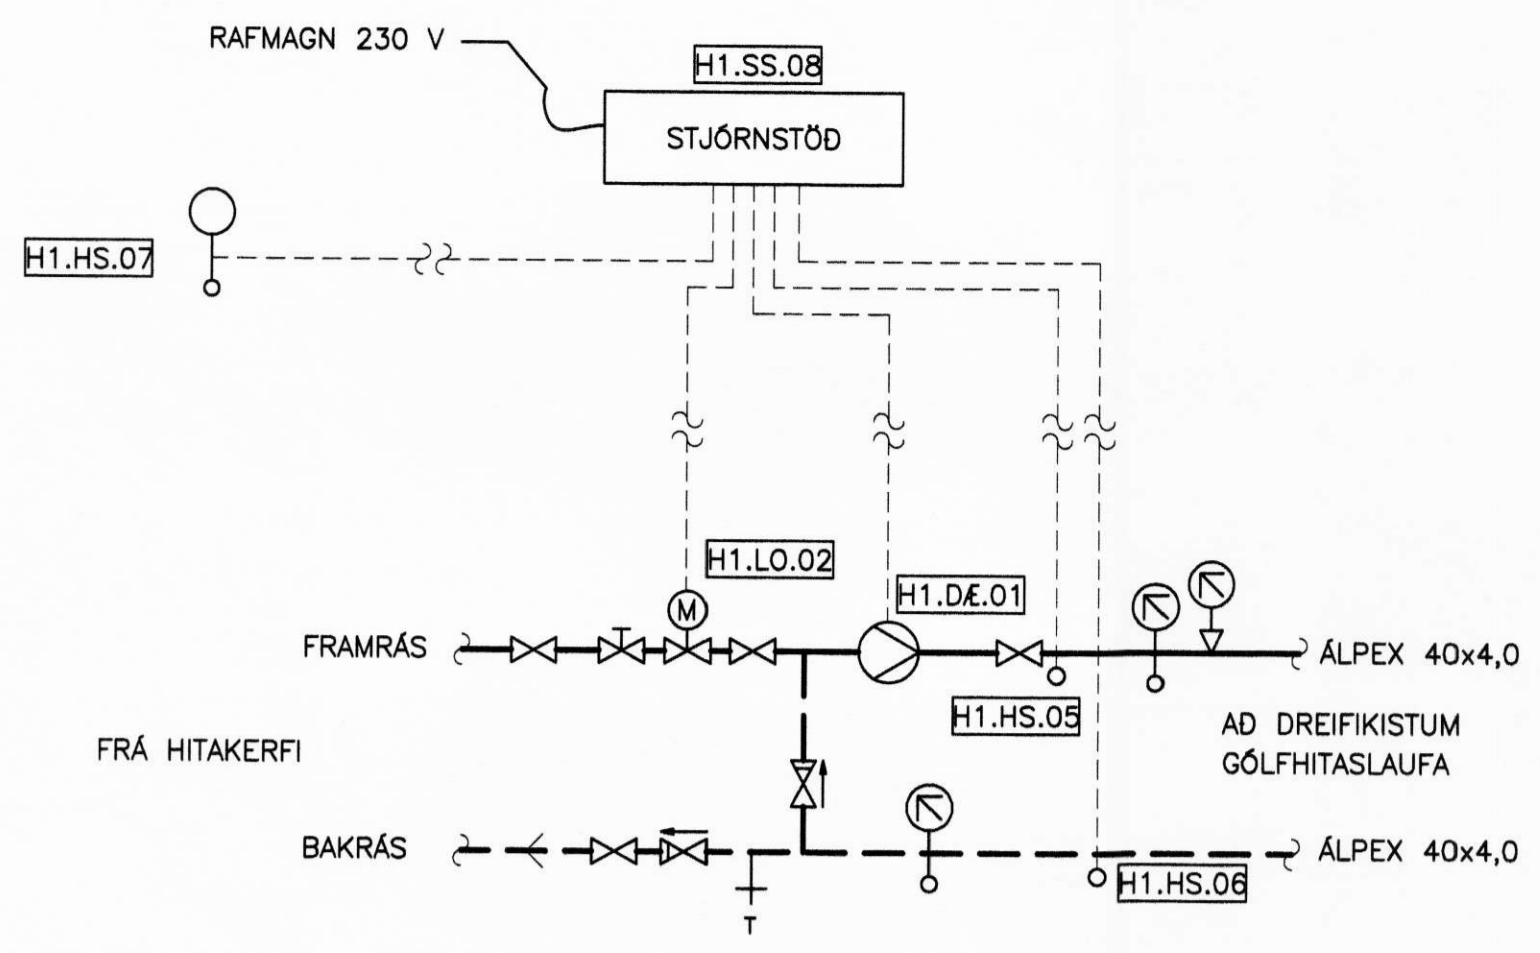 RAFMAGN 230 V
H1.SS.08
STJÓRNSTÖÐ
H1.HS.07
H1.LO.02
H1.DÆ.01
M
FRAMRÁS
ÁLPEX 40x4,0
H1.HS.05
AÐ DREIFIKISTUM
GÓLFHITASLAUFA
FRÁ HITAKERFI
BAKRÁS
ÁLPEX 40x4,0
H1.HS.06
T